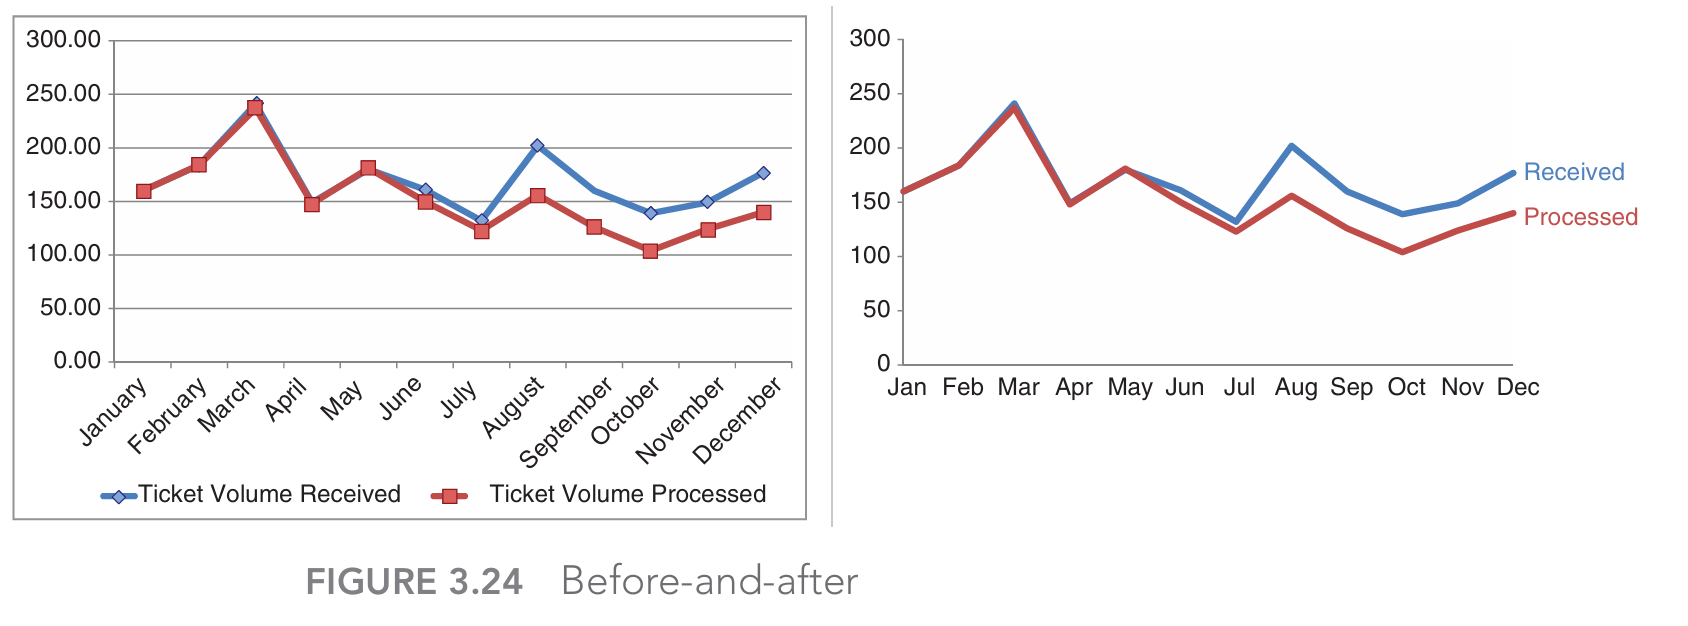 300.00
250.00
200.00
150.00
100.00
50.00
0.00
January February March April May June July August September October November December
Ticket Volume Received Ticket Volume Processed
300
250
200
150
100
50
0
Received
Processed
Jan Feb Mar Apr May Jun Jul Aug Sep Oct Nov Dec
FIGURE 3.24 Before-and-after